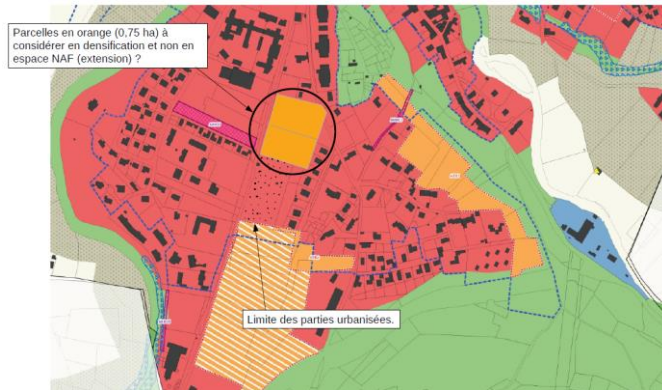 Parcelles en orange (0,75 ha) à
considérer en densification et non en
espace NAF (extension) ?
Limite des parties urbanisées.